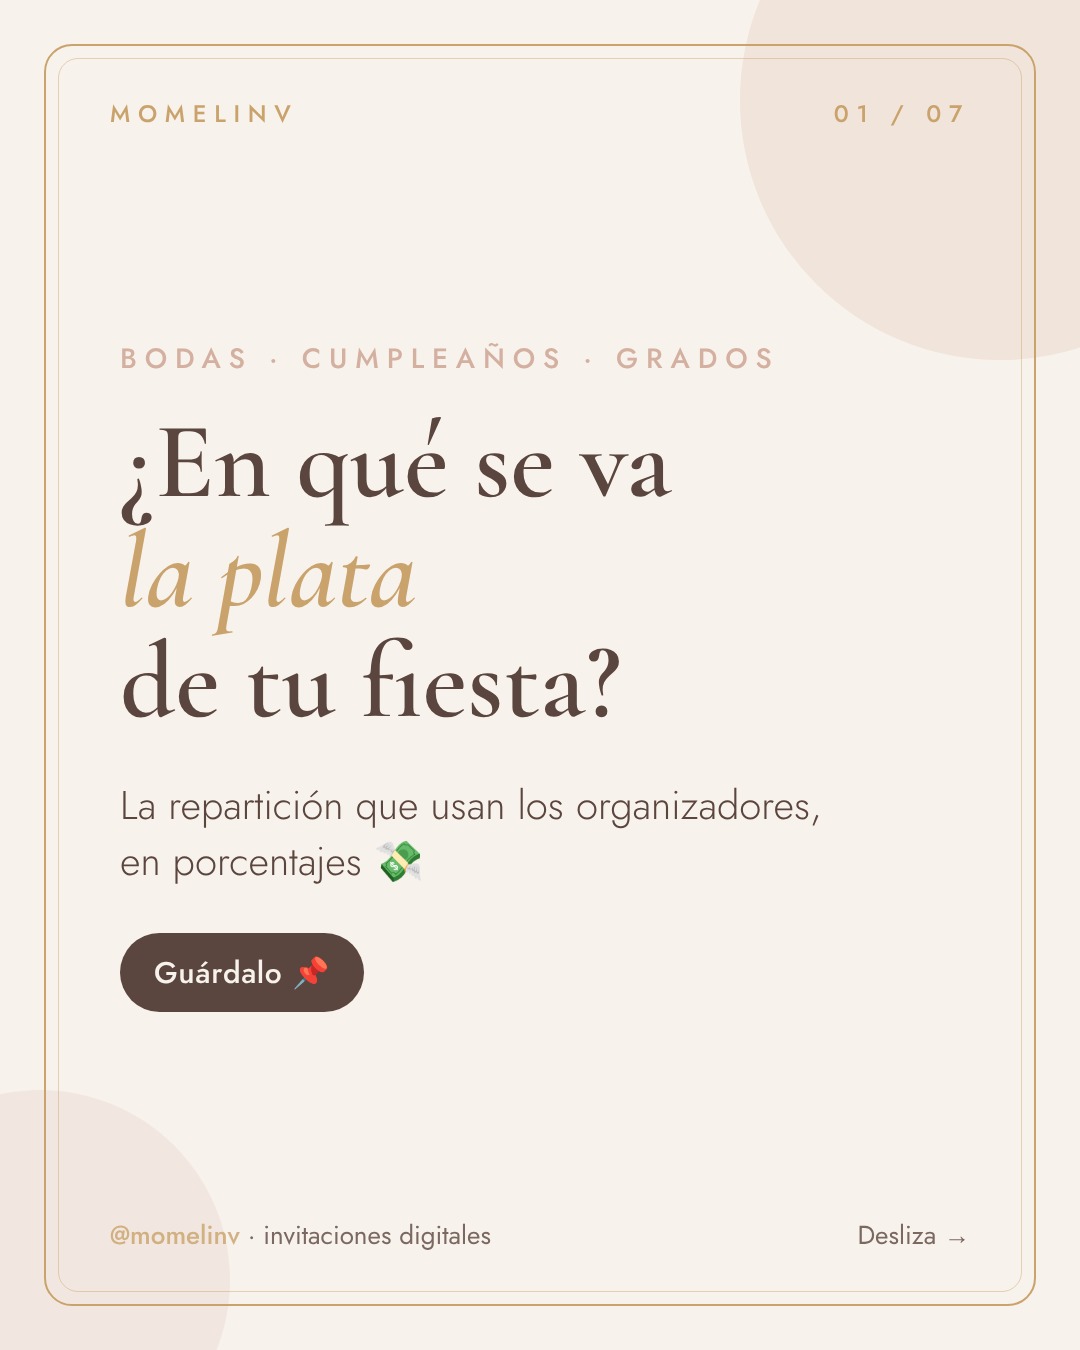 MOMELINV
01 / 07
BODAS · CUMPLEAÑOS · GRADOS
¿En qué se va
la plata
de tu fiesta?
La repartición que usan los organizadores,
en porcentajes 💸
Guárdalo 📌
@momelinv · invitaciones digitales
Desliza →